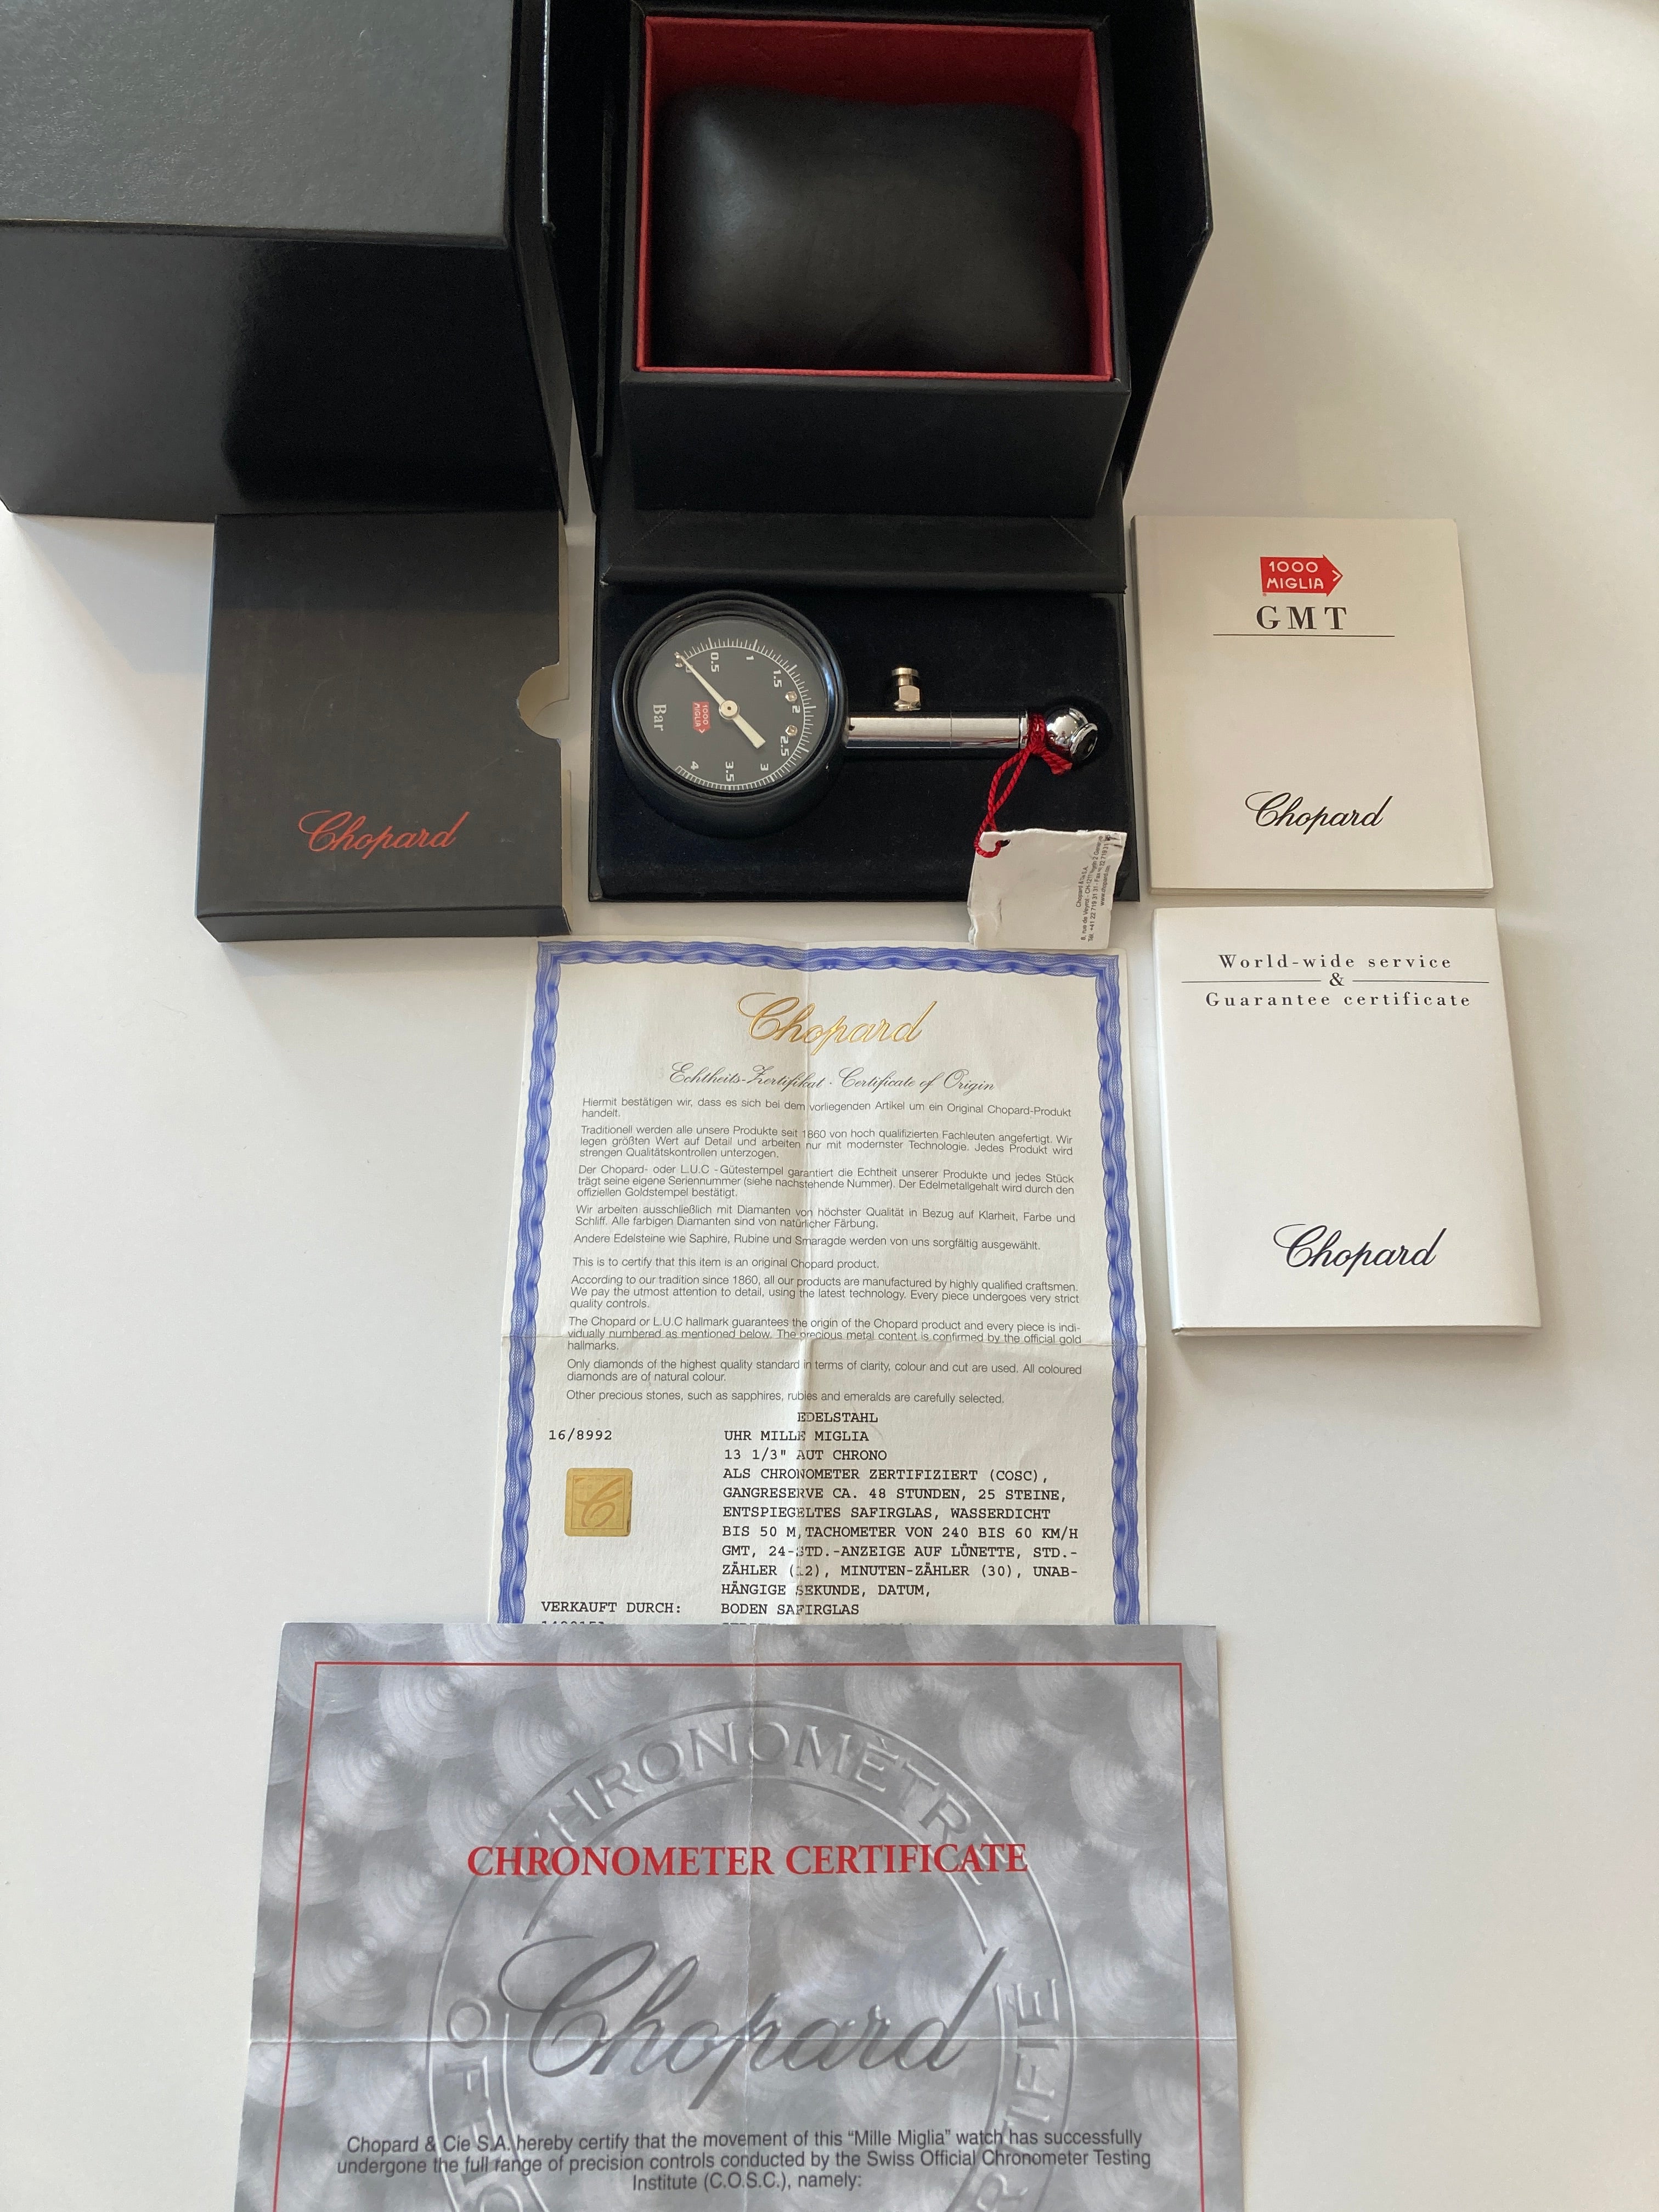 0.5
1
1.5
2
2.5
3
3.5
4
1000
MIGLIA
Bar
1000
MIGLIA
GMT
Chopard
Chopard
Chopard & Cie S.A.
www.chopard.com
World-wide service
&
Guarantee certificate
Chopard
Chopard
Echtheits-Zertifikat · Certificate of Origin
Hiermit bestätigen wir, dass es sich bei dem vorliegenden Artikel um ein Original Chopard-Produkt
handelt.
Traditionell werden alle unsere Produkte seit 1860 von hoch qualifizierten Fachleuten angefertigt. Wir
legen größten Wert auf Detail und arbeiten nur mit modernster Technologie. Jedes Produkt wird
strengen Qualitätskontrollen unterzogen.
Der Chopard- oder L.U.C - Gütestempel garantiert die Echtheit unserer Produkte und jedes Stück
trägt seine eigene Seriennummer (siehe nachstehende Nummer). Der Edelmetallgehalt wird durch den
offiziellen Goldstempel bestätigt.
Wir arbeiten ausschließlich mit Diamanten von höchster Qualität in Bezug auf Klarheit, Farbe und
Schliff. Alle farbigen Diamanten sind von natürlicher Färbung.
Andere Edelsteine wie Saphire, Rubine und Smaragde werden von uns sorgfältig ausgewählt.
This is to certify that this item is an original Chopard product.
According to our tradition since 1860, all our products are manufactured by highly qualified craftsmen.
We pay the utmost attention to detail, using the latest technology. Every piece undergoes very strict
quality controls.
The Chopard or L.U.C hallmark guarantees the origin of the Chopard product and every piece is indi-
vidually numbered as mentioned below. The precious metal content is confirmed by the official gold
hallmarks.
Only diamonds of the highest quality standard in terms of clarity, colour and cut are used. All coloured
diamonds are of natural colour.
Other precious stones, such as sapphires, rubies and emeralds are carefully selected.
EDELSTAHL
16/8992 UHR MILLE MIGLIA
13 1/3" AUT CHRONO
ALS CHRONOMETER ZERTIFIZIERT (COSC),
GANGRESERVE CA. 48 STUNDEN, 25 STEINE,
ENTSPIEGELTES SAFIRGLAS, WASSERDICHT
BIS 50 M,TACHOMETER VON 240 BIS 60 KM/H
GMT, 24-STD.-ANZEIGE AUF LÜNETTE, STD.-
ZÄHLER (12), MINUTEN-ZÄHLER (30), UNAB-
HÄNGIGE SEKUNDE, DATUM,
VERKAUFT DURCH: BODEN SAFIRGLAS
CHRONOMÈTRE
CHRONOMETER CERTIFICATE
Chopard
Chopard & Cie S.A. hereby certify that the movement of this “Mille Miglia” watch has successfully
undergone the full range of precision controls conducted by the Swiss Official Chronometer Testing
Institute (C.O.S.C.), namely: